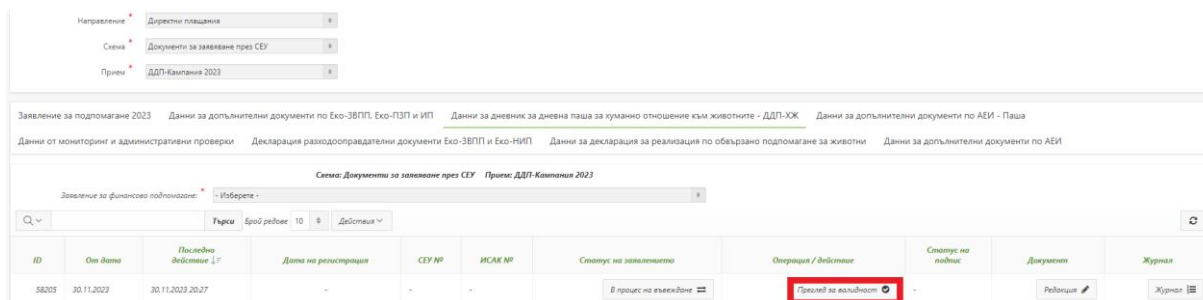 Направление * Директни плащания
Схема * Документи за заявяване през СЕУ
Прием * ДДП-Кампания 2023
Заявление за подпомагане 2023 Данни за допълнителни документи по Еко-ЗВПП, Еко-ПЗП и ИП Данни за дневник за дневна паша за хуманно отношение към животните - ДДП-ХЖ Данни за допълнителни документи по АЕИ - Паша
Данни от мониторинг и административни проверки Декларация разходооправдателни документи Еко-ЗВПП и Еко-НИП Данни за декларация за реализация по обвързано подпомагане за животни Данни за допълнителни документи по АЕИ
Схема: Документи за заявяване през СЕУ Прием: ДДП-Кампания 2023
Заявление за финансово подпомагане: * - Изберете -
Търси Брой редове 10 Действия
ID От дата Последно действие Дата на регистрация СЕУ № ИСАК № Статус на заявлението Операция / действие Статус на подпис Документ Журнал
58205 30.11.2023 30.11.2023 20:27 - - - В процес на въвеждане Преглед за валидност - Редакция Журнал